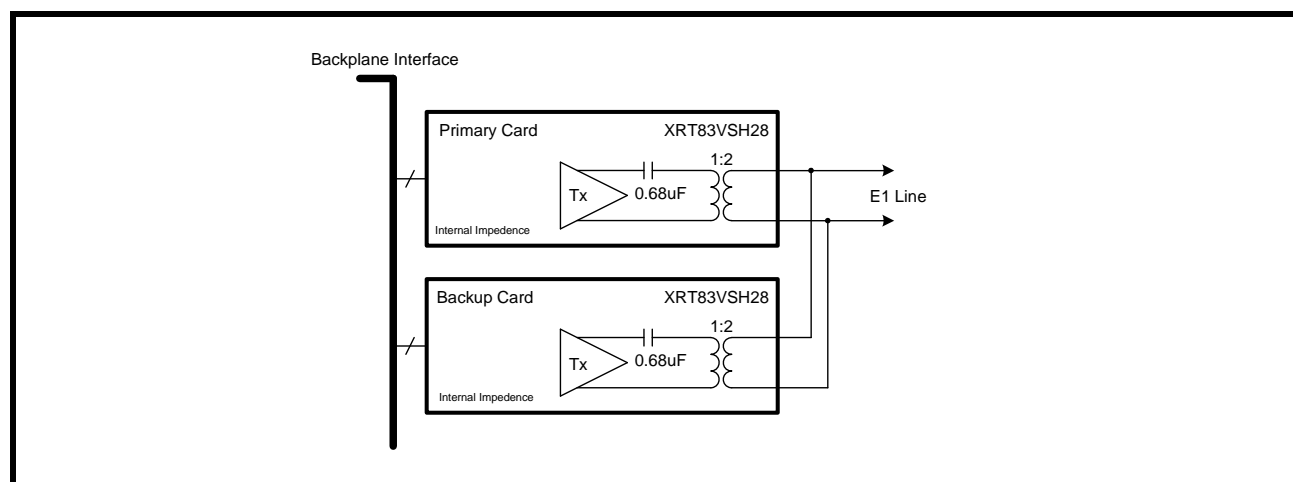 Backplane Interface
Primary Card XRT83VSH28
1:2
Tx 0.68uF
E1 Line
Internal Impedence
Backup Card XRT83VSH28
1:2
Tx 0.68uF
Internal Impedence